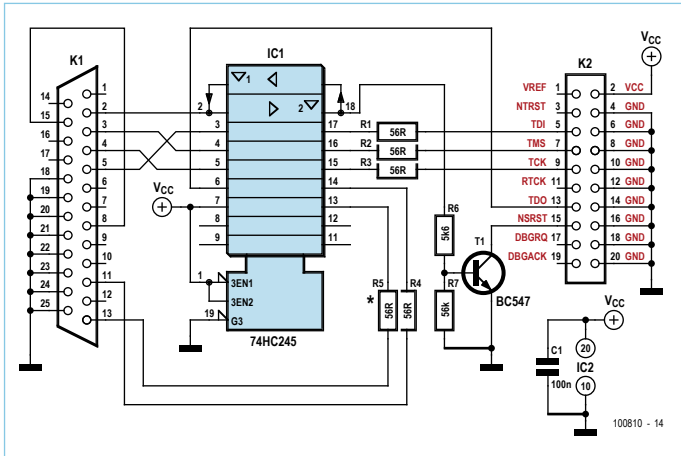 K1
14
15
16
17
18
19
20
21
22
23
24
25
1
2
3
4
5
6
7
8
9
10
11
12
13
VCC
IC1
1
2
2
18
3
17
4
16
5
15
6
14
7
13
8
12
9
11
1
3EN1
3EN2
19
G3
74HC245
R1
56R
R2
56R
R3
56R
*
R5
56R
R4
56R
R6
5k6
R7
56k
T1
BC547
K2
VCC
VREF 1 2 VCC
NTRST 3 4 GND
TDI 5 6 GND
TMS 7 8 GND
TCK 9 10 GND
RTCK 11 12 GND
TDO 13 14 GND
NSRST 15 16 GND
DBGRQ 17 18 GND
DBGACK 19 20 GND
VCC
C1
100n
20
IC2
10
100810 - 14